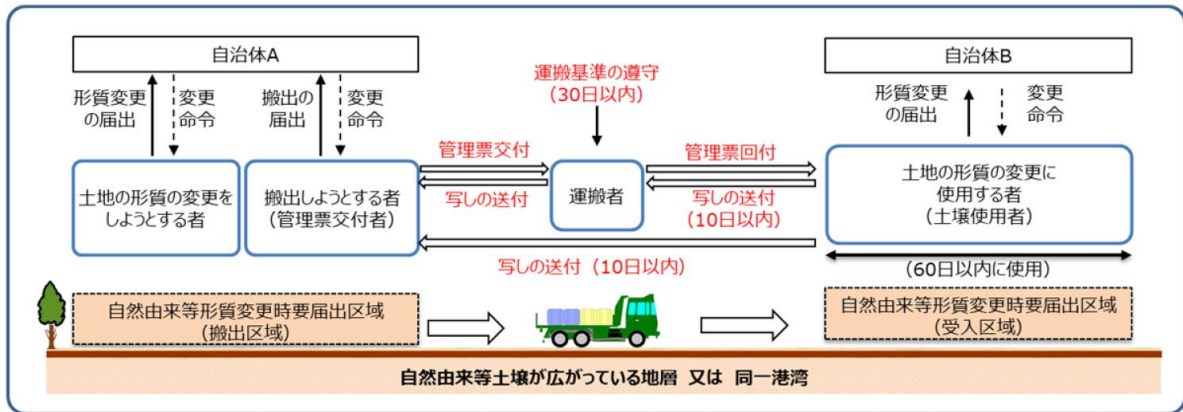 自治体A
自治体B
形質変更
の届出
変更
命令
搬出の
届出
変更
命令
運搬基準の遵守
（30日以内）
形質変更
の届出
変更
命令
管理票交付
写しの送付
管理票回付
写しの送付
（10日以内）
土地の形質の変更を
しようとする者
搬出しようとする者
（管理票交付者）
運搬者
土地の形質の変更に
使用する者
（土壌使用者）
写しの送付（10日以内）
（60日以内に使用）
自然由来等形質変更時要届出区域
（搬出区域）
自然由来等形質変更時要届出区域
（受入区域）
自然由来等土壌が広がっている地層 又は 同一港湾